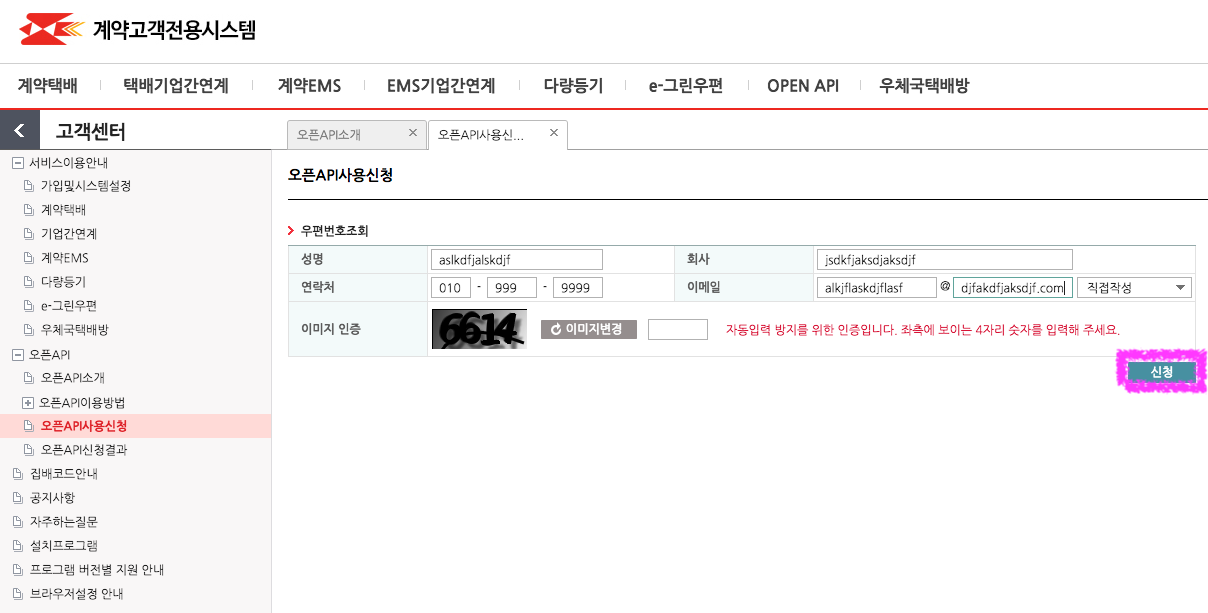 계약고객전용시스템
계약택배 택배기업간연계 계약EMS EMS기업간연계 다량등기 e-그린우편 OPEN API 우체국택배방
고객센터
오픈API소개 오픈API사용신...
서비스이용안내
가입및시스템설정
계약택배
기업간연계
계약EMS
다량등기
e-그린우편
우체국택배방
오픈API
오픈API소개
오픈API이용방법
오픈API사용신청
오픈API신청결과
집배코드안내
공지사항
자주하는질문
설치프로그램
프로그램 버전별 지원 안내
브라우저설정 안내
오픈API사용신청
우편번호조회
성명 aslkdfjalskdjf 회사 jsdkfjaksdjaksdjf
연락처 010 - 999 - 9999 이메일 alkjflaskdjflasf @ djfakdfjaksdjf.com 직접작성
이미지 인증 6614 이미지변경 자동입력 방지를 위한 인증입니다. 좌측에 보이는 4자리 숫자를 입력해 주세요.
신청